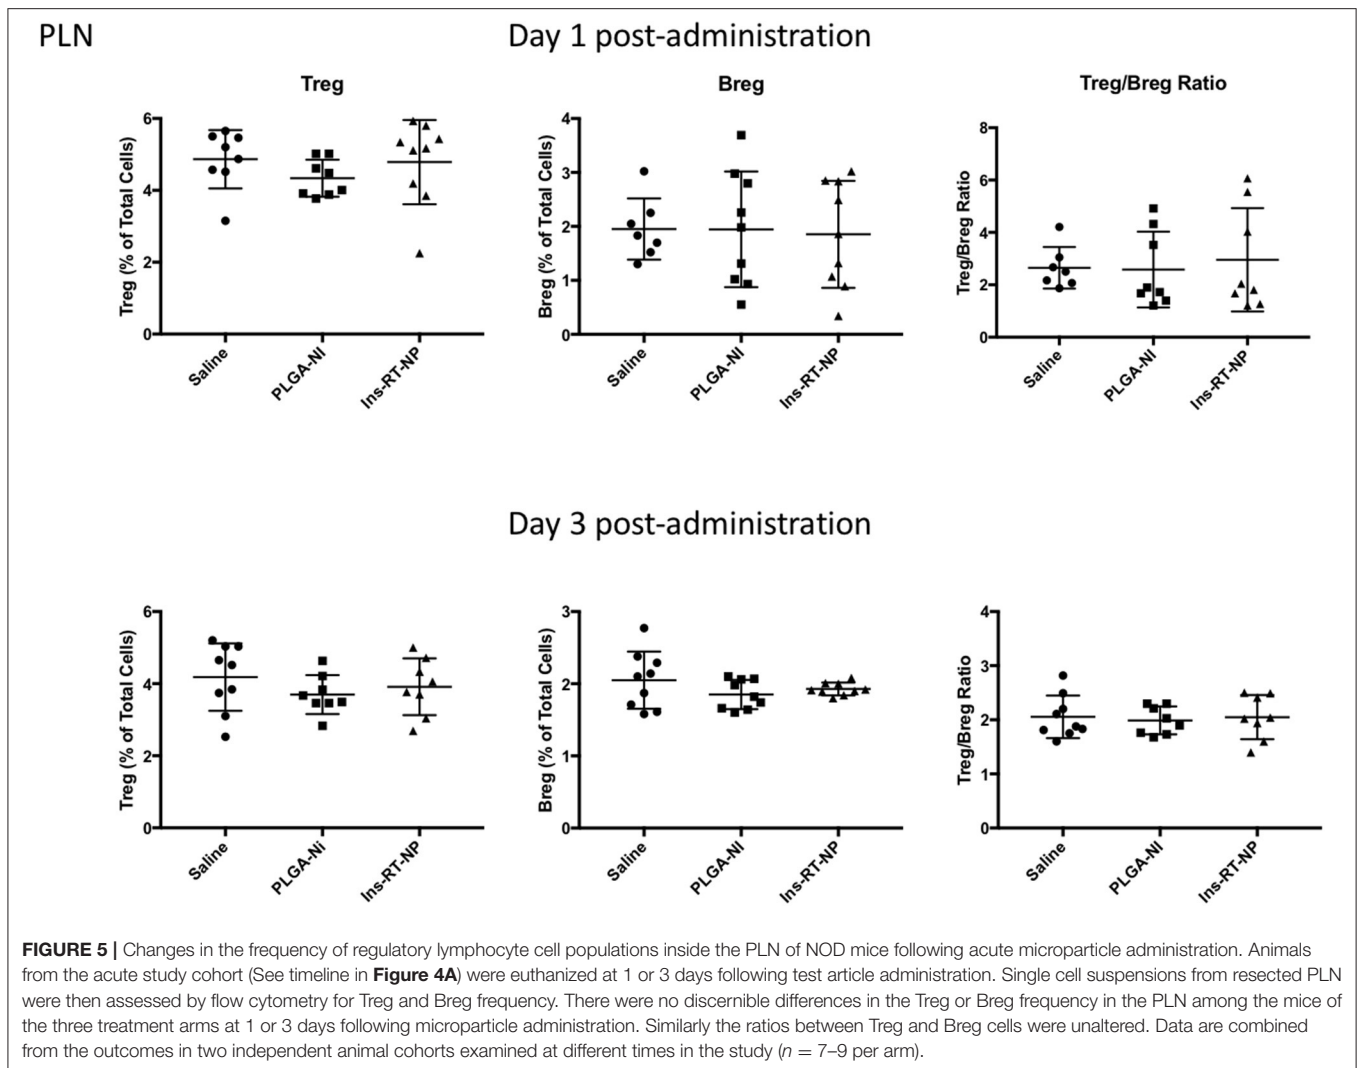 PLN
Day 1 post-administration
Treg
Treg (% of Total Cells)
6
4
2
0
Saline
PLGA-NI
Ins-RT-NP
Breg
Breg (% of Total Cells)
4
3
2
1
0
Saline
PLGA-NI
Ins-RT-NP
Treg/Breg Ratio
Treg/Breg Ratio
8
6
4
2
0
Saline
PLGA-NI
Ins-RT-NP
Day 3 post-administration
Treg (% of Total Cells)
6
4
2
0
Saline
PLGA-Ni
Ins-RT-NP
Breg (% of Total Cells)
3
2
1
0
Saline
PLGA-NI
Ins-RT-NP
Treg/Breg Ratio
4
3
2
1
0
Saline
PLGA-NI
Ins-RT-NP
FIGURE 5 | Changes in the frequency of regulatory lymphocyte cell populations inside the PLN of NOD mice following acute microparticle administration. Animals
from the acute study cohort (See timeline in Figure 4A) were euthanized at 1 or 3 days following test article administration. Single cell suspensions from resected PLN
were then assessed by flow cytometry for Treg and Breg frequency. There were no discernible differences in the Treg or Breg frequency in the PLN among the mice of
the three treatment arms at 1 or 3 days following microparticle administration. Similarly the ratios between Treg and Breg cells were unaltered. Data are combined
from the outcomes in two independent animal cohorts examined at different times in the study (n = 7–9 per arm).